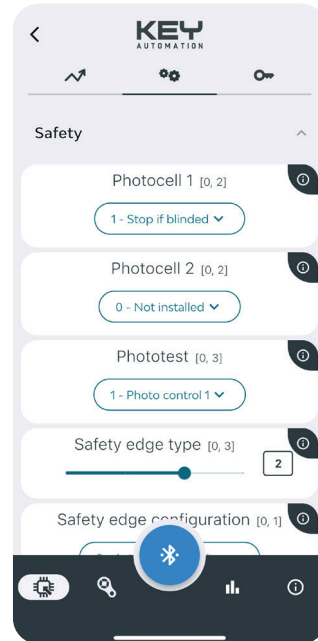 KEY
AUTOMATION
Safety
Photocell 1 [0, 2]
1 - Stop if blinded
Photocell 2 [0, 2]
0 - Not installed
Phototest [0, 3]
1 - Photo control 1
Safety edge type [0, 3]
2
Safety edge configuration [0, 1]